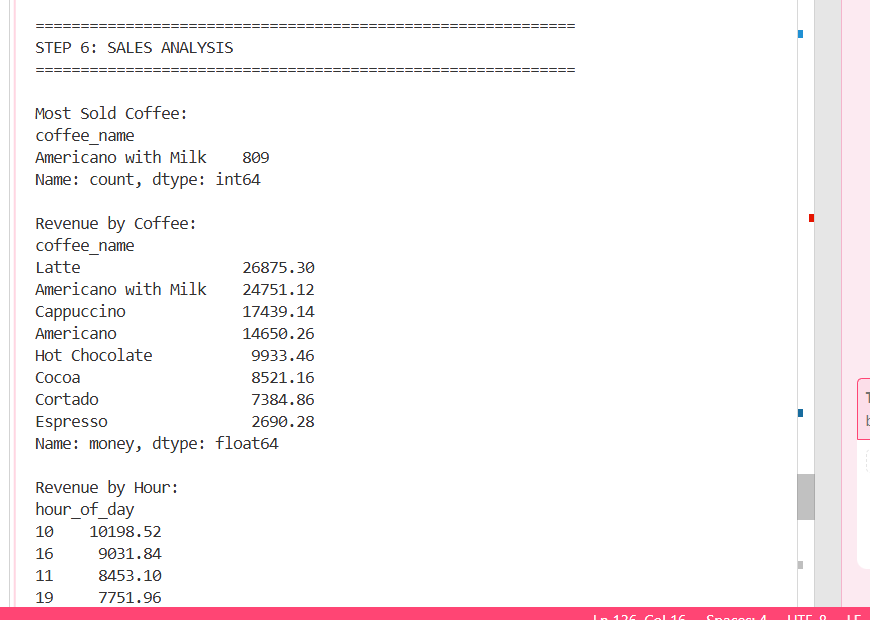 ============================================================
STEP 6: SALES ANALYSIS
============================================================
Most Sold Coffee:
coffee_name
Americano with Milk    809
Name: count, dtype: int64
Revenue by Coffee:
coffee_name
Latte                  26875.30
Americano with Milk    24751.12
Cappuccino             17439.14
Americano              14650.26
Hot Chocolate           9933.46
Cocoa                   8521.16
Cortado                 7384.86
Espresso                2690.28
Name: money, dtype: float64
Revenue by Hour:
hour_of_day
10    10198.52
16     9031.84
11     8453.10
19     7751.96
Ln 136, Col 16    Spaces: 4    UTF-8    LF